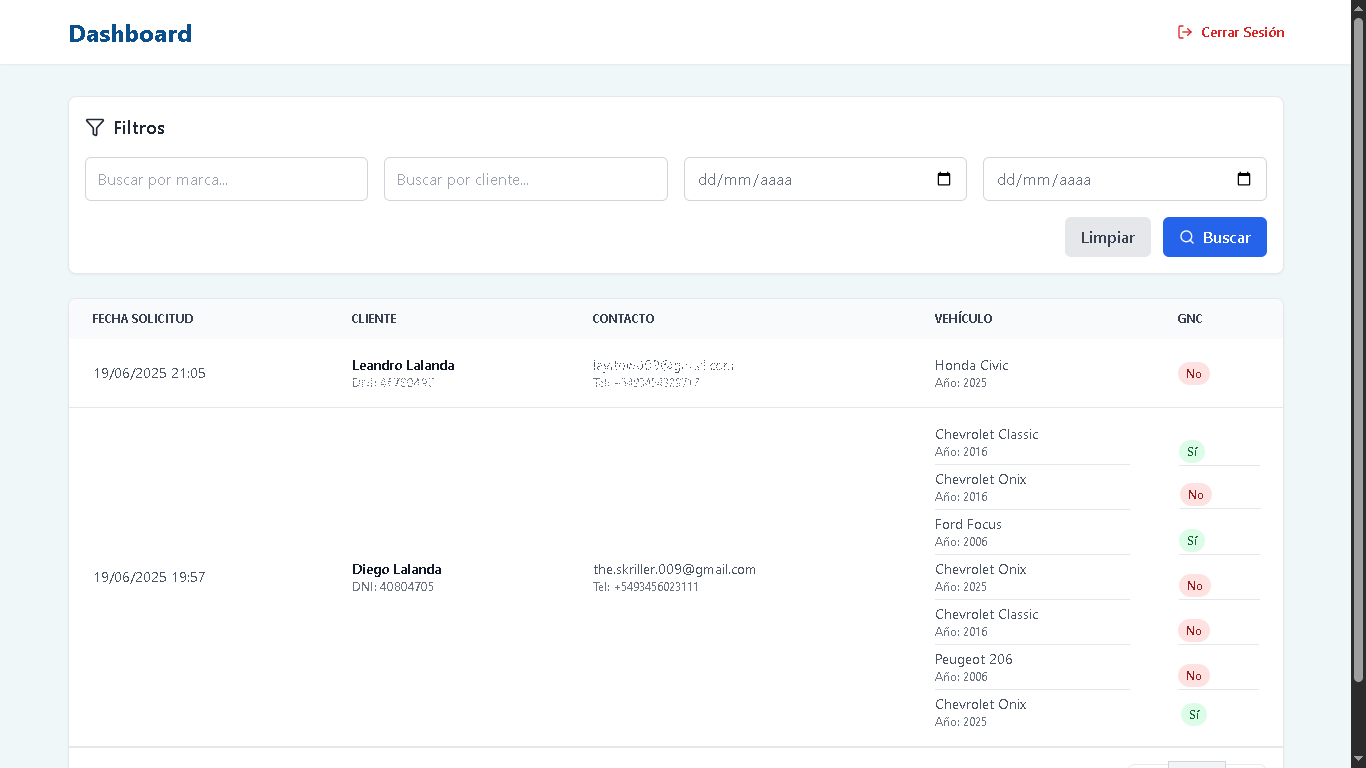 Dashboard
Cerrar Sesión
Filtros
Buscar por marca...
Buscar por cliente...
dd/mm/aaaa
dd/mm/aaaa
Limpiar
Buscar
FECHA SOLICITUD CLIENTE CONTACTO VEHÍCULO GNC
19/06/2025 21:05
Leandro Lalanda
DNI:
Tel:
Honda Civic
Año: 2025
No
19/06/2025 19:57
Diego Lalanda
DNI: 40804705
the.skriller.009@gmail.com
Tel: +5493456023111
Chevrolet Classic
Año: 2016
Sí
Chevrolet Onix
Año: 2016
No
Ford Focus
Año: 2006
Sí
Chevrolet Onix
Año: 2025
No
Chevrolet Classic
Año: 2016
No
Peugeot 206
Año: 2006
No
Chevrolet Onix
Año: 2025
Sí